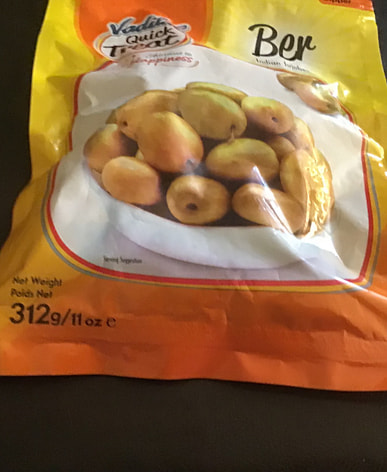 Vadilal
Quick
Treat
Happiness
Ber
Serving Suggestion
Net Weight
Poids Net
312g/11 oz e